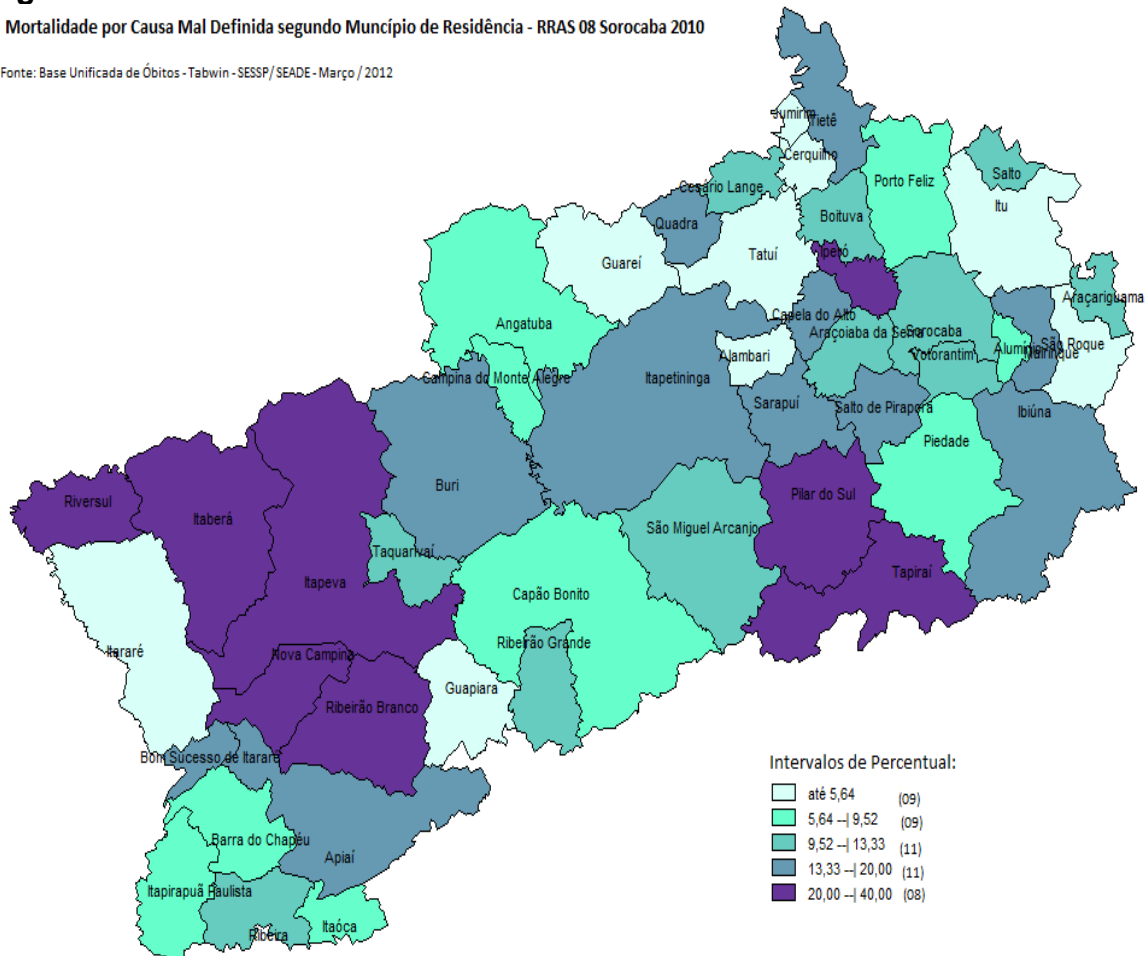 Mortalidade por Causa Mal Definida segundo Muncípio de Residência - RRAS 08 Sorocaba 2010
Fonte: Base Unificada de Óbitos - Tabwin - SESSP/ SEADE - Março / 2012
Jumirim
Tietê
Cerquilho
Cesário Lange
Porto Feliz
Salto
Itu
Quadra
Boituva
Guareí
Tatuí
Iperó
Araçariguama
Angatuba
Capela do Alto
Araçoiaba da Serra
Sorocaba
Alumínio
Mairinque
São Roque
Votorantim
Alambari
Campina do Monte Alegre
Itapetininga
Sarapuí
Salto de Pirapora
Ibiúna
Piedade
Buri
Pilar do Sul
Riversul
Itaberá
São Miguel Arcanjo
Taquarivaí
Itapeva
Tapiraí
Capão Bonito
Ribeirão Grande
Itararé
Nova Campina
Guapiara
Ribeirão Branco
Bom Sucesso de Itararé
Barra do Chapéu
Apiaí
Itapirapuã Paulista
Itaóca
Ribeira
Intervalos de Percentual:
até 5,64 (09)
5,64 --| 9,52 (09)
9,52 --| 13,33 (11)
13,33 --| 20,00 (11)
20,00 --| 40,00 (08)